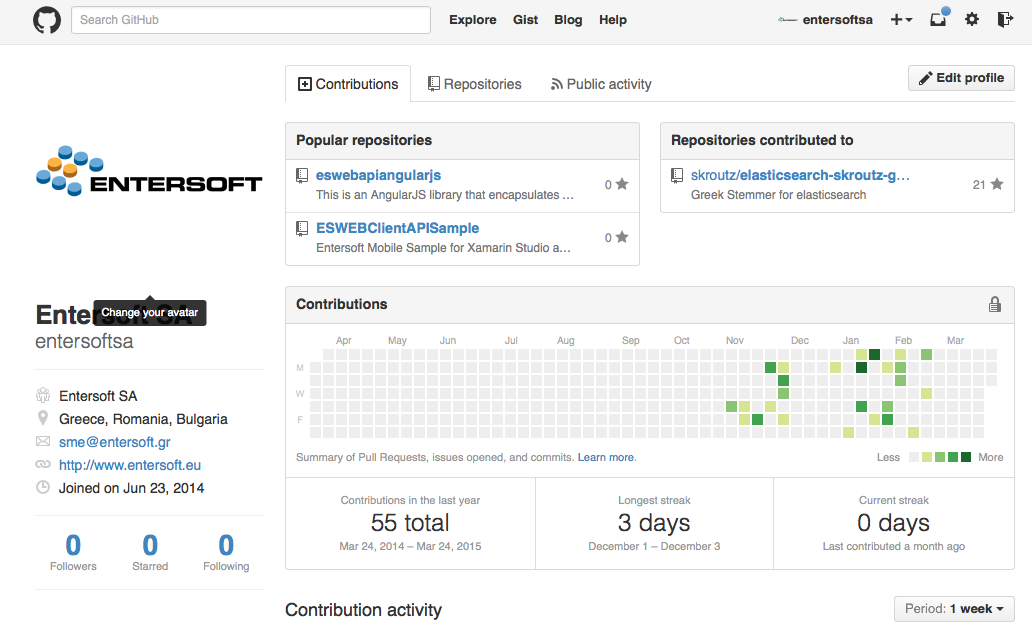 Search GitHub
Explore Gist Blog Help
entersoftsa
Contributions Repositories Public activity
Edit profile
ENTERSOFT
Popular repositories
eswebapiangularjs
This is an AngularJS library that encapsulates ...
0
ESWEBClientAPISample
Entersoft Mobile Sample for Xamarin Studio a...
0
Repositories contributed to
skroutz/elasticsearch-skroutz-g...
Greek Stemmer for elasticsearch
21
Change your avatar
Entersoft SA
entersoftsa
Entersoft SA
Greece, Romania, Bulgaria
sme@entersoft.gr
http://www.entersoft.eu
Joined on Jun 23, 2014
0 0 0
Followers Starred Following
Contributions
Apr May Jun Jul Aug Sep Oct Nov Dec Jan Feb Mar
M
W
F
Summary of Pull Requests, issues opened, and commits. Learn more.
Less More
Contributions in the last year
55 total
Mar 24, 2014 – Mar 24, 2015
Longest streak
3 days
December 1 – December 3
Current streak
0 days
Last contributed a month ago
Contribution activity
Period: 1 week